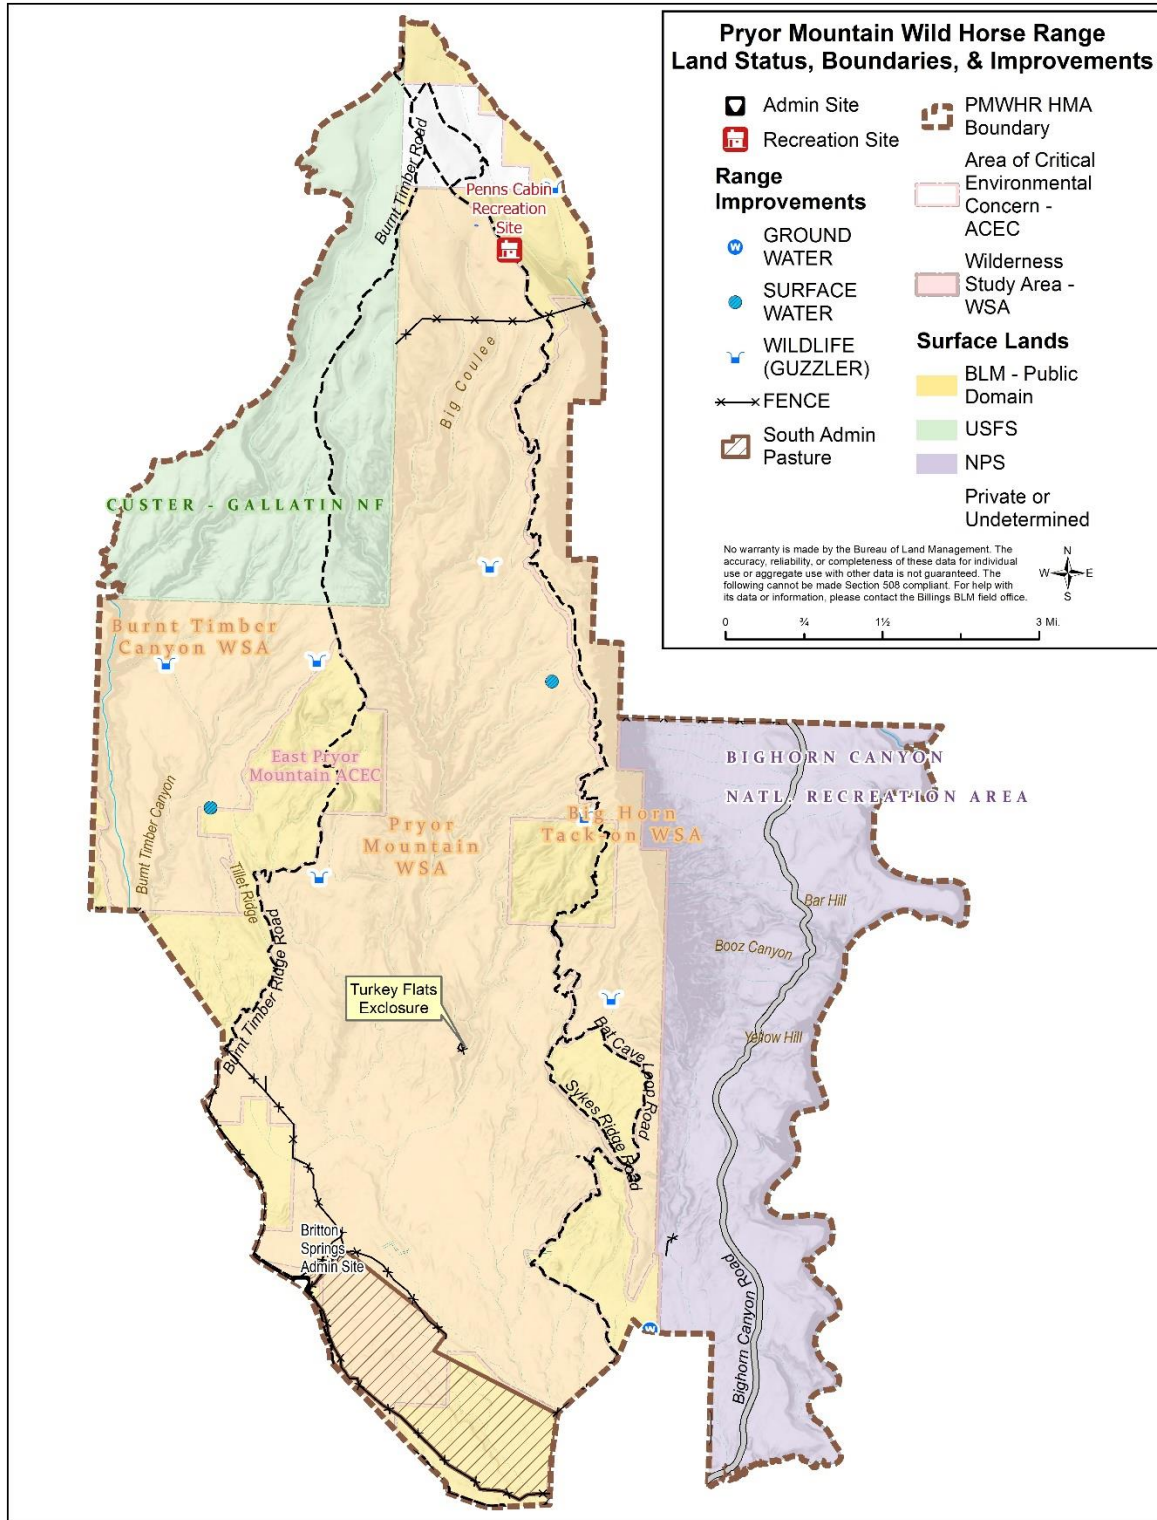 Pryor Mountain Wild Horse Range
Land Status, Boundaries, & Improvements
Admin Site
Recreation Site
Range
Improvements
W
GROUND
WATER
SURFACE
WATER
WILDLIFE
(GUZZLER)
FENCE
South Admin
Pasture
PMWHR HMA
Boundary
Area of Critical
Environmental
Concern -
ACEC
Wilderness
Study Area -
WSA
Surface Lands
BLM - Public
Domain
USFS
NPS
Private or
Undetermined
No warranty is made by the Bureau of Land Management. The
accuracy, reliability, or completeness of these data for individual
use or aggregate use with other data is not guaranteed. The
following cannot be made Section 508 compliant. For help with
its data or information, please contact the Billings BLM field office.
N
W E
S
0 ¾ 1½ 3 Mi.
Burnt Timber Road
Penns Cabin
Recreation
Site
Big Coulee
CUSTER - GALLATIN NF
Burnt Timber
Canyon WSA
East Pryor
Mountain ACEC
BIGHORN CANYON
NATL. RECREATION AREA
Pryor
Mountain
WSA
Big Horn
Tack-on WSA
Burnt Timber Canyon
Tillet Ridge
Bar Hill
Booz Canyon
Burnt Timber Ridge Road
Turkey Flats
Exclosure
Yellow Hill
Bat Cave Loop Road
Sykes Ridge Road
Britton
Springs
Admin Site
Bighorn Canyon Road
W